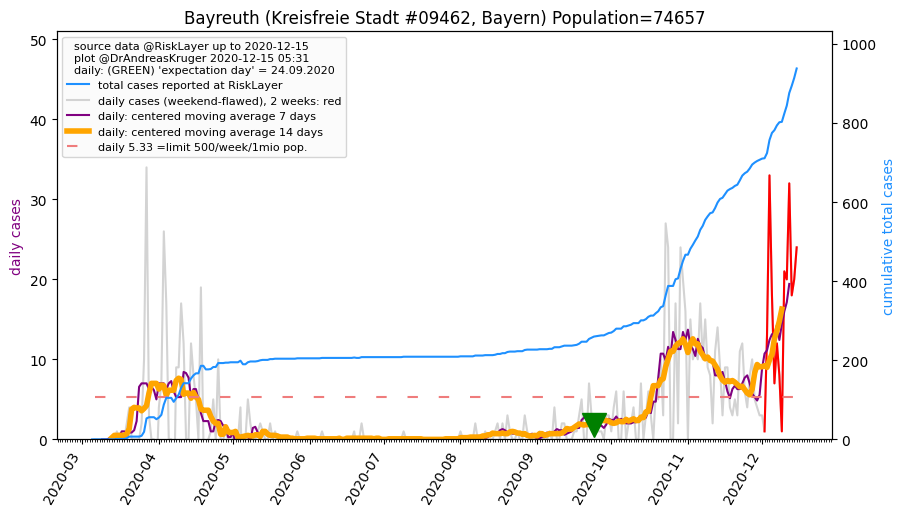 Bayreuth (Kreisfreie Stadt #09462, Bayern) Population=74657
source data @RiskLayer up to 2020-12-15
plot @DrAndreasKruger 2020-12-15 05:31
daily: (GREEN) 'expectation day' = 24.09.2020
total cases reported at RiskLayer
daily cases (weekend-flawed), 2 weeks: red
daily: centered moving average 7 days
daily: centered moving average 14 days
daily 5.33 =limit 500/week/1mio pop.
daily cases
50
40
30
20
10
0
cumulative total cases
1000
800
600
400
200
0
2020-03
2020-04
2020-05
2020-06
2020-07
2020-08
2020-09
2020-10
2020-11
2020-12